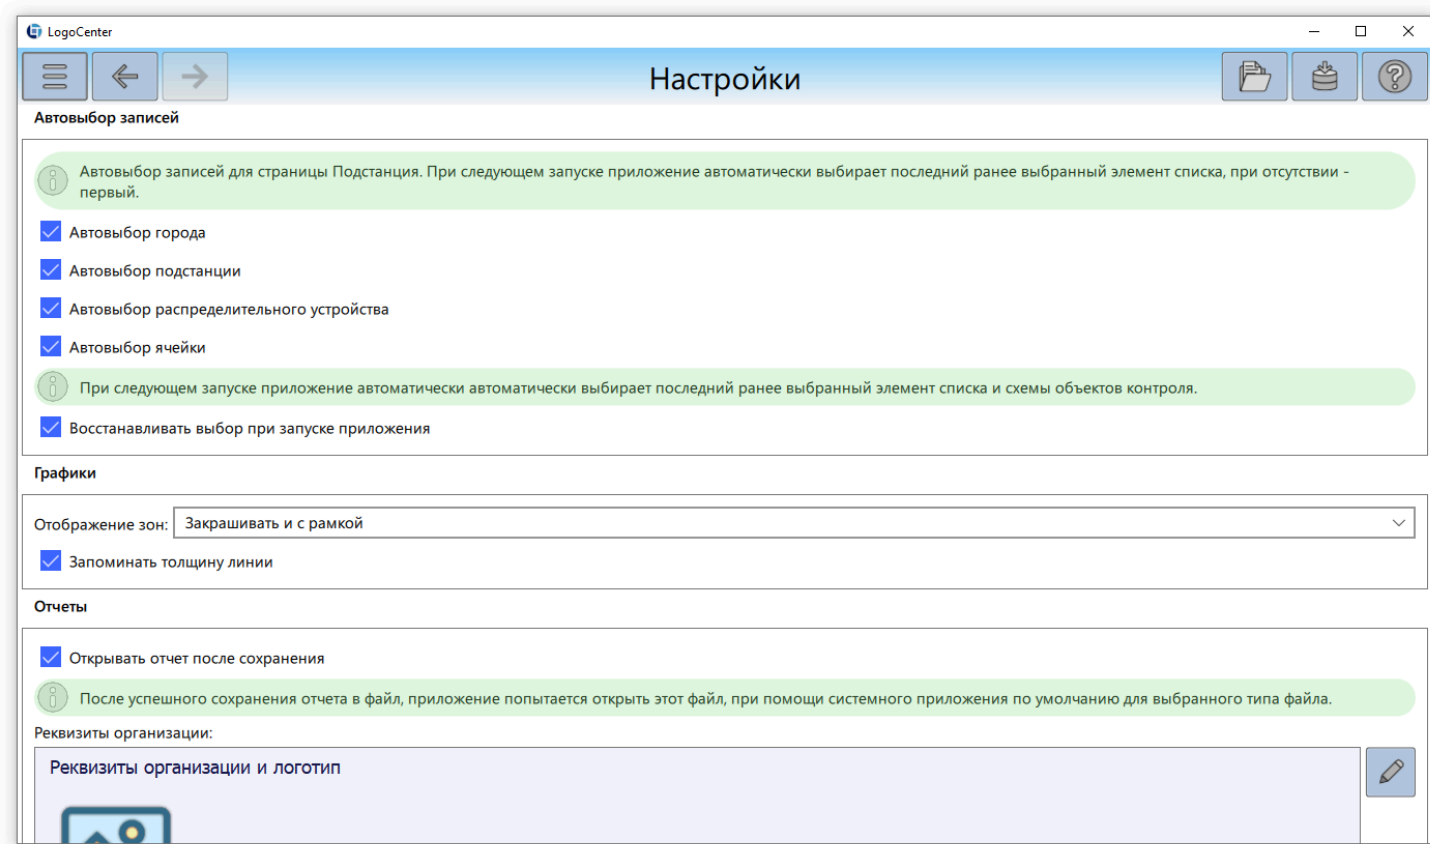 LogoCenter
Настройки
Автовыбор записей
Автовыбор записей для страницы Подстанция. При следующем запуске приложение автоматически выбирает последний ранее выбранный элемент списка, при отсутствии -
первый.
Автовыбор города
Автовыбор подстанции
Автовыбор распределительного устройства
Автовыбор ячейки
При следующем запуске приложение автоматически автоматически выбирает последний ранее выбранный элемент списка и схемы объектов контроля.
Восстанавливать выбор при запуске приложения
Графики
Отображение зон: Закрашивать и с рамкой
Запоминать толщину линии
Отчеты
Открывать отчет после сохранения
После успешного сохранения отчета в файл, приложение попытается открыть этот файл, при помощи системного приложения по умолчанию для выбранного типа файла.
Реквизиты организации:
Реквизиты организации и логотип